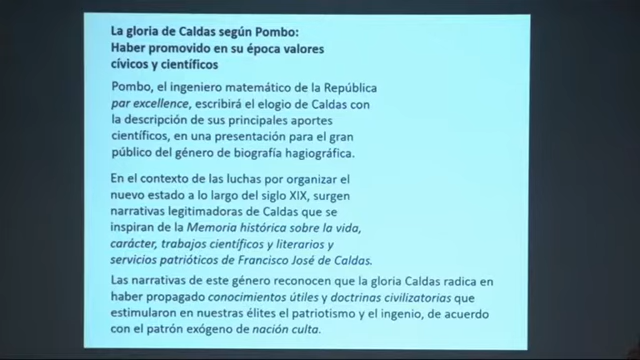 La gloria de Caldas según Pombo:
Haber promovido en su época valores
cívicos y científicos
Pombo, el ingeniero matemático de la República
par excellence, escribirá el elogio de Caldas con
la descripción de sus principales aportes
científicos, en una presentación para el gran
público del género de biografía hagiográfica.
En el contexto de las luchas por organizar el
nuevo estado a lo largo del siglo XIX, surgen
narrativas legitimadoras de Caldas que se
inspiran de la Memoria histórica sobre la vida,
carácter, trabajos científicos y literarios y
servicios patrióticos de Francisco José de Caldas.
Las narrativas de este género reconocen que la gloria Caldas radica en
haber propagado conocimientos útiles y doctrinas civilizatorias que
estimularon en nuestras élites el patriotismo y el ingenio, de acuerdo
con el patrón exógeno de nación culta.